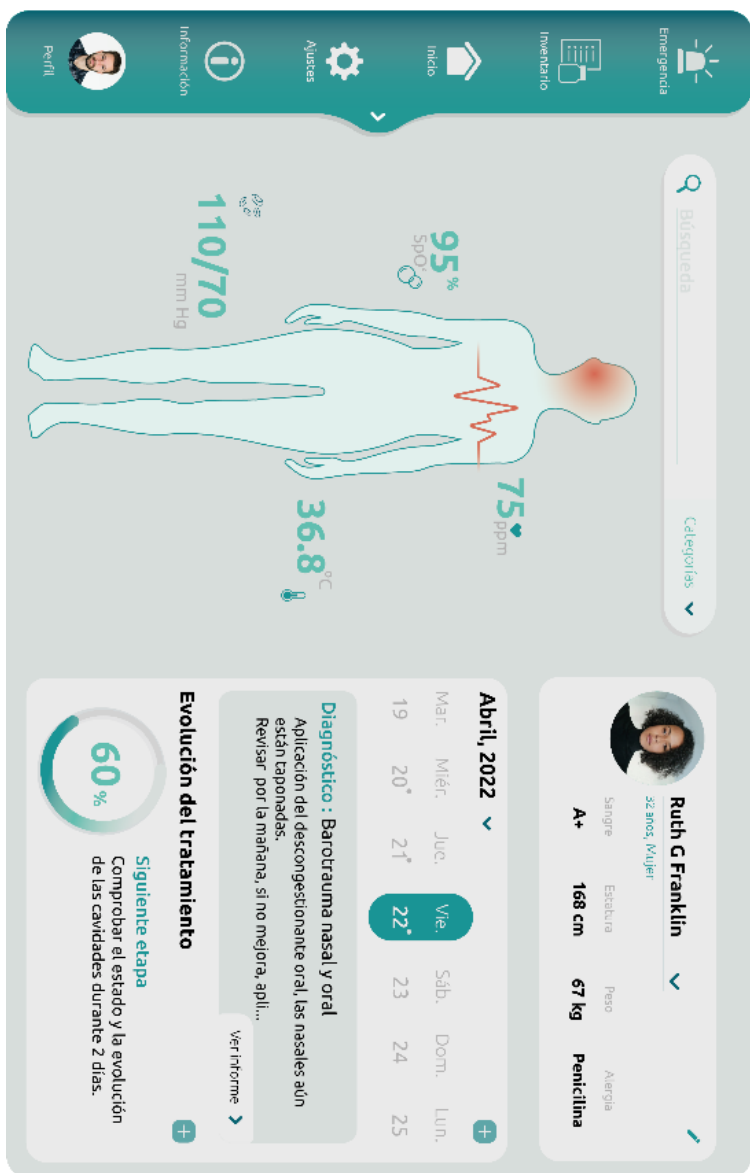 Emergencia
Inventario
Inicio
Ajustes
Información
Perfil
Búsqueda
Categorías
95 %
SpO²
110/70
mm Hg
75
ppm
36.8 °C
Ruth G Franklin
32 años, Mujer
Sangre Estatura Peso Alergia
A+ 168 cm 67 kg Penicilina
Abril, 2022
Mar. Miér. Jue. Vie. Sáb. Dom. Lun.
19 20• 21• 22• 23 24 25
Diagnóstico : Barotrauma nasal y oral
Aplicación del descongestionante oral, las nasales aún
están taponadas.
Revisar por la mañana, si no mejora, apli...
Ver informe
Evolución del tratamiento
60 %
Siguiente etapa
Comprobar el estado y la evolución
de las cavidades durante 2 días.